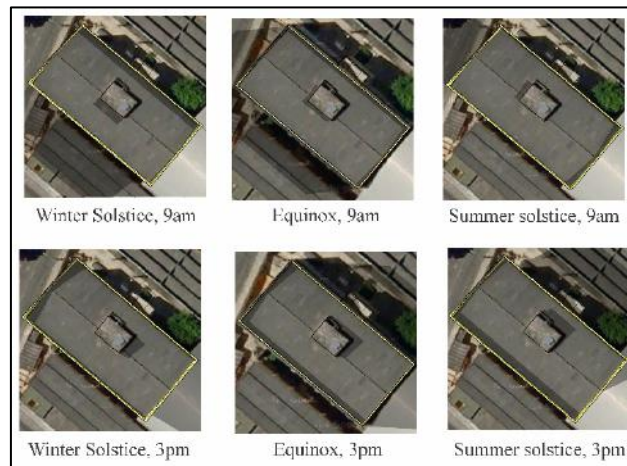 Winter Solstice, 9am
Equinox, 9am
Summer solstice, 9am
Winter Solstice, 3pm
Equinox, 3pm
Summer solstice, 3pm